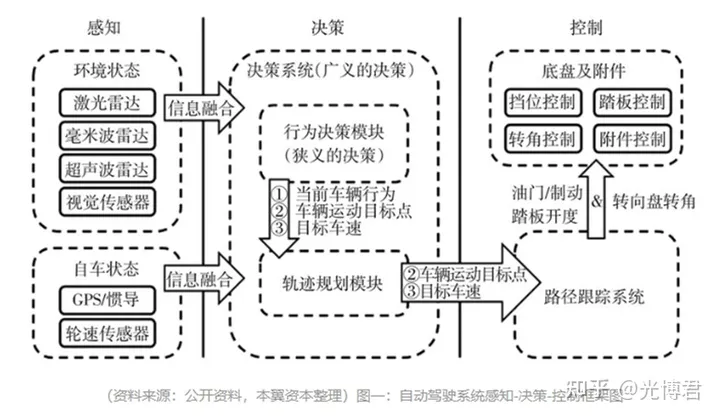 感知
环境状态
激光雷达
毫米波雷达
超声波雷达
视觉传感器
自车状态
GPS/惯导
轮速传感器
信息融合
信息融合
决策
决策系统(广义的决策)
行为决策模块
(狭义的决策)
①当前车辆行为
②车辆运动目标点
③目标车速
轨迹规划模块
②车辆运动目标点
③目标车速
控制
底盘及附件
挡位控制
踏板控制
转角控制
附件控制
油门/制动
踏板开度
&
转向盘转角
路径跟踪系统
(资料来源：公开资料，本翼资本整理) 图一：自动驾驶系统感知-决策-控制框架图
知乎 @光博君